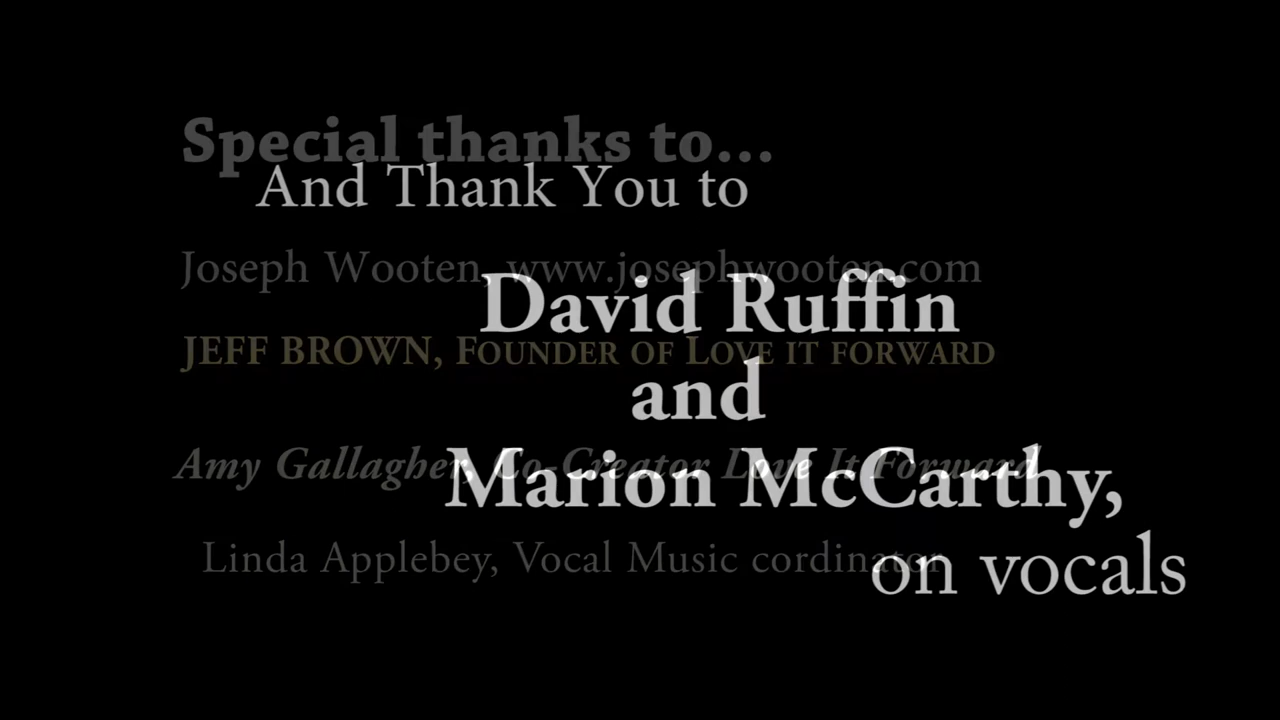 Special thanks to...
And Thank You to
Joseph Wooten, www.josephwooten.com
David Ruffin
JEFF BROWN, FOUNDER OF LOVE IT FORWARD
and
Amy Gallagher, Co-Creator Love It Forward
Marion McCarthy,
Linda Applebey, Vocal Music cordinator
on vocals